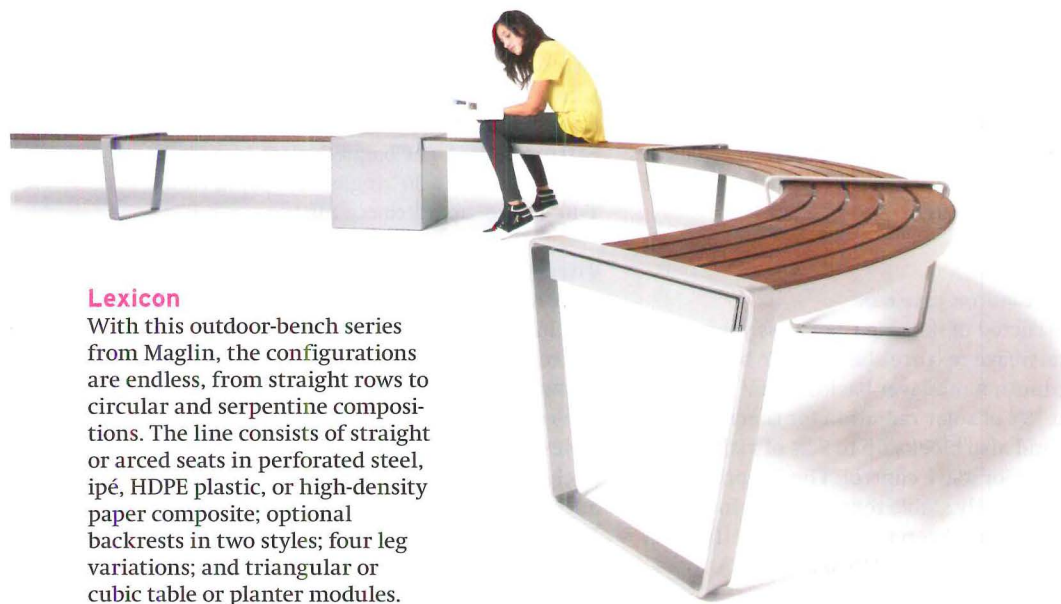 Lexicon
With this outdoor-bench series
from Maglin, the configurations
are endless, from straight rows to
circular and serpentine composi-
tions. The line consists of straight
or arced seats in perforated steel,
ipé, HDPE plastic, or high-density
paper composite; optional
backrests in two styles; four leg
variations; and triangular or
cubic table or planter modules.